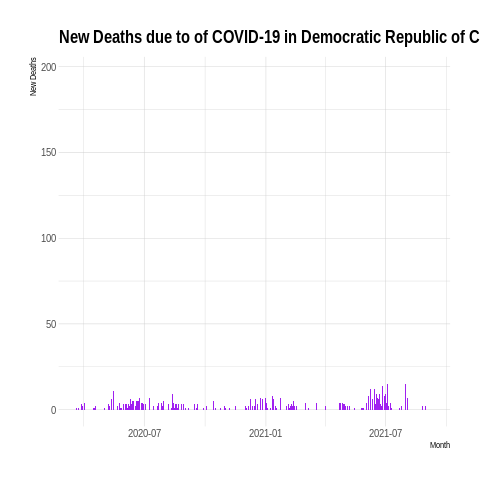 New Deaths due to of COVID-19 in Democratic Republic of C
New Deaths
200
150
100
50
0
2020-07
2021-01
2021-07
Month